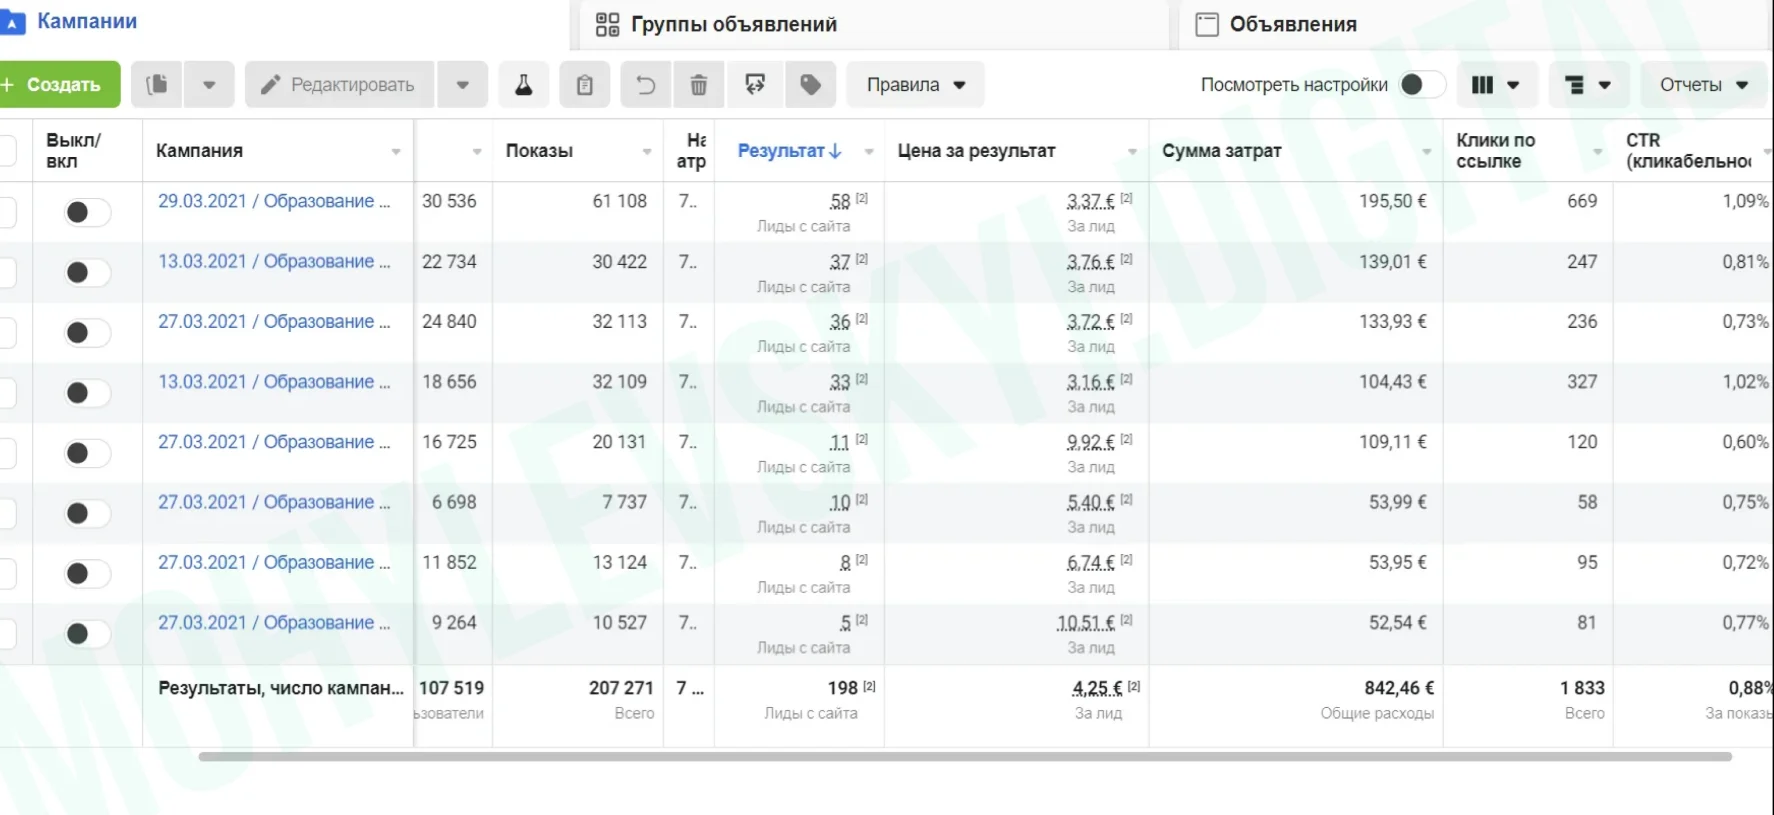 Кампании
Группы объявлений
Объявления
+ Создать
Редактировать
Правила
Посмотреть настройки
Отчеты
Выкл/
вкл
Кампания
Показы
На
атр
Результат↓
Цена за результат
Сумма затрат
Клики по
ссылке
CTR
(кликабельнос
29.03.2021 / Образование ... 30 536 61 108 7.. 58 [2] 3,37 € [2] 195,50 € 669 1,09%
Лиды с сайта За лид
13.03.2021 / Образование ... 22 734 30 422 7.. 37 [2] 3,76 € [2] 139,01 € 247 0,81%
Лиды с сайта За лид
27.03.2021 / Образование ... 24 840 32 113 7.. 36 [2] 3,72 € [2] 133,93 € 236 0,73%
Лиды с сайта За лид
13.03.2021 / Образование ... 18 656 32 109 7.. 33 [2] 3,16 € [2] 104,43 € 327 1,02%
Лиды с сайта За лид
27.03.2021 / Образование ... 16 725 20 131 7.. 11 [2] 9,92 € [2] 109,11 € 120 0,60%
Лиды с сайта За лид
27.03.2021 / Образование ... 6 698 7 737 7.. 10 [2] 5,40 € [2] 53,99 € 58 0,75%
Лиды с сайта За лид
27.03.2021 / Образование ... 11 852 13 124 7.. 8 [2] 6,74 € [2] 53,95 € 95 0,72%
Лиды с сайта За лид
27.03.2021 / Образование ... 9 264 10 527 7.. 5 [2] 10,51 € [2] 52,54 € 81 0,77%
Лиды с сайта За лид
Результаты, число кампан... 107 519 207 271 7 ... 198 [2] 4,25 € [2] 842,46 € 1 833 0,88%
ьзователи Всего Лиды с сайта За лид Общие расходы Всего За показы
MOHYLEVSKYI.DIGITAL